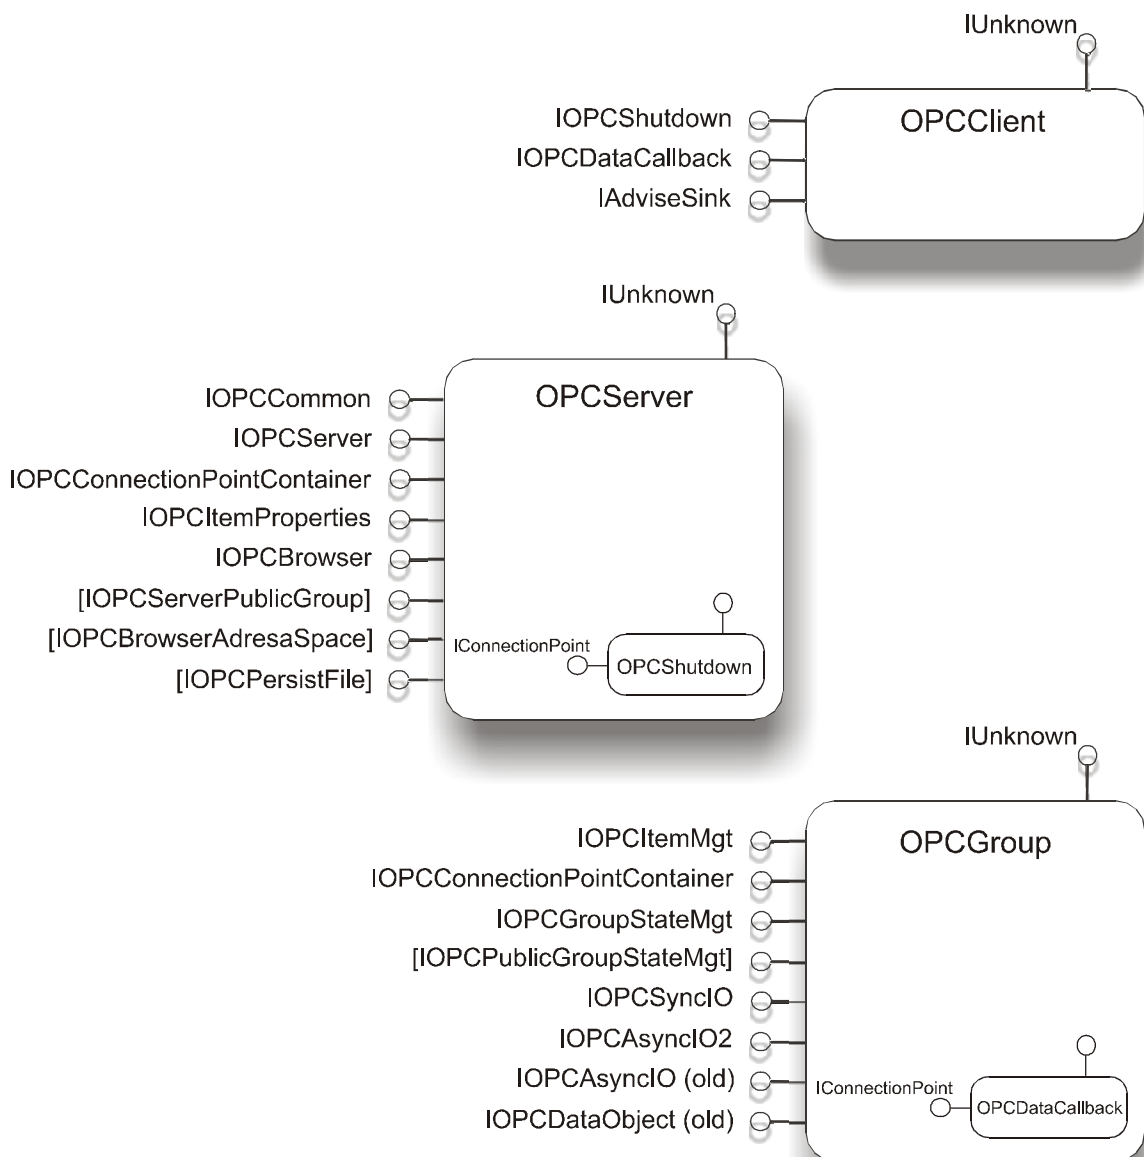 IUnknown
OPCClient
IOPCShutdown
IOPCDataCallback
IAdviseSink
IUnknown
OPCServer
IOPCCommon
IOPCServer
IOPCConnectionPointContainer
IOPCItemProperties
IOPCBrowser
[IOPCServerPublicGroup]
[IOPCBrowserAdresaSpace]
[IOPCPersistFile]
IConnectionPoint
OPCShutdown
IUnknown
OPCGroup
IOPCItemMgt
IOPCConnectionPointContainer
IOPCGroupStateMgt
[IOPCPublicGroupStateMgt]
IOPCSyncIO
IOPCAsyncIO2
IOPCAsyncIO (old)
IOPCDataObject (old)
IConnectionPoint
OPCDataCallback